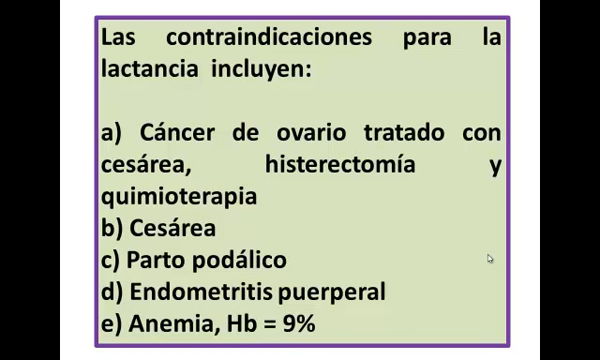 Las contraindicaciones para la
lactancia incluyen:
a) Cáncer de ovario tratado con
cesárea, histerectomía y
quimioterapia
b) Cesárea
c) Parto podálico
d) Endometritis puerperal
e) Anemia, Hb = 9%